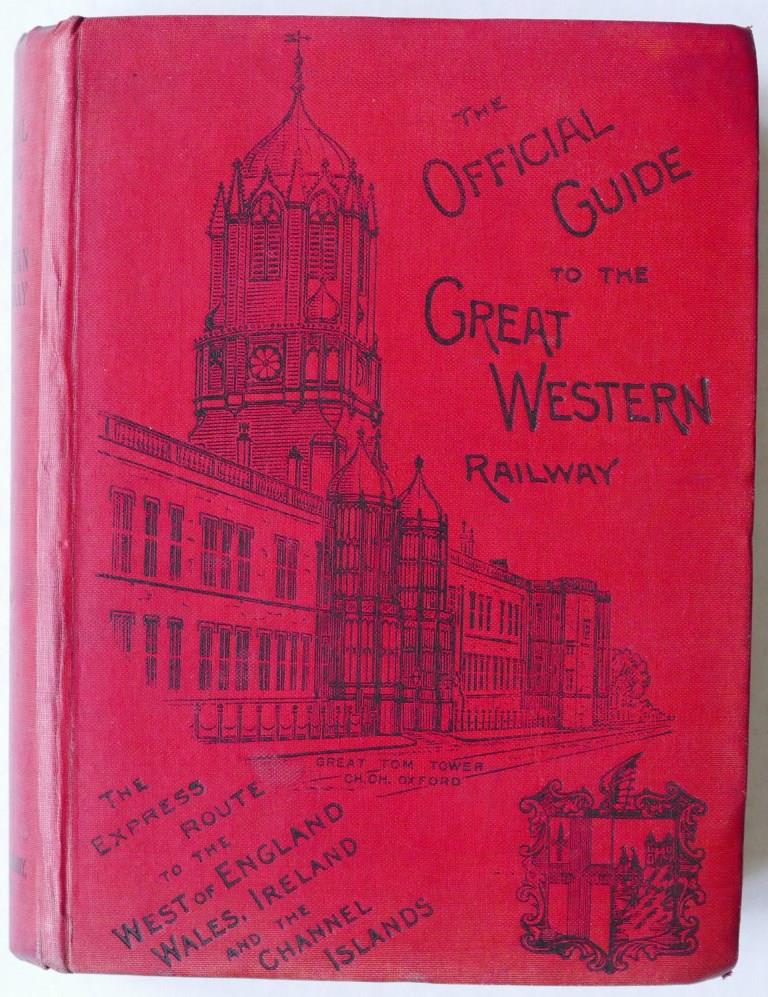 THE
OFFICIAL
GUIDE
TO THE
GREAT
WESTERN
RAILWAY
GREAT TOM TOWER
CH. CH. OXFORD
THE
EXPRESS
ROUTE
TO THE
WEST OF ENGLAND
WALES, IRELAND
AND THE
CHANNEL
ISLANDS